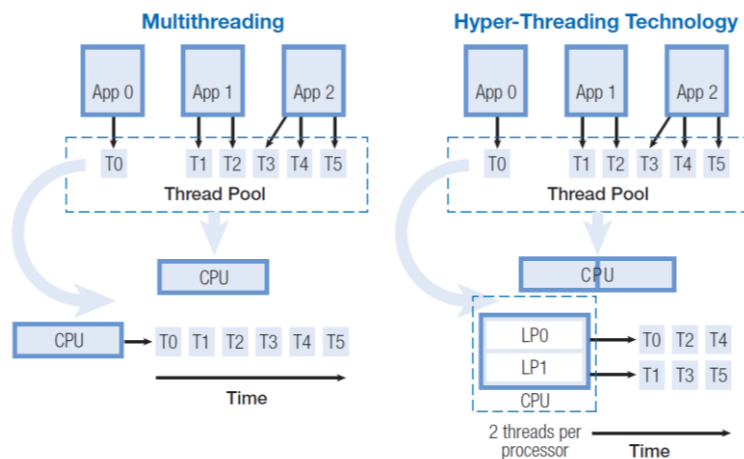 Multithreading
App 0 App 1 App 2
T0 T1 T2 T3 T4 T5
Thread Pool
CPU
CPU T0 T1 T2 T3 T4 T5
Time
Hyper-Threading Technology
App 0 App 1 App 2
T0 T1 T2 T3 T4 T5
Thread Pool
CPU
LP0 T0 T2 T4
LP1 T1 T3 T5
CPU
2 threads per
processor
Time